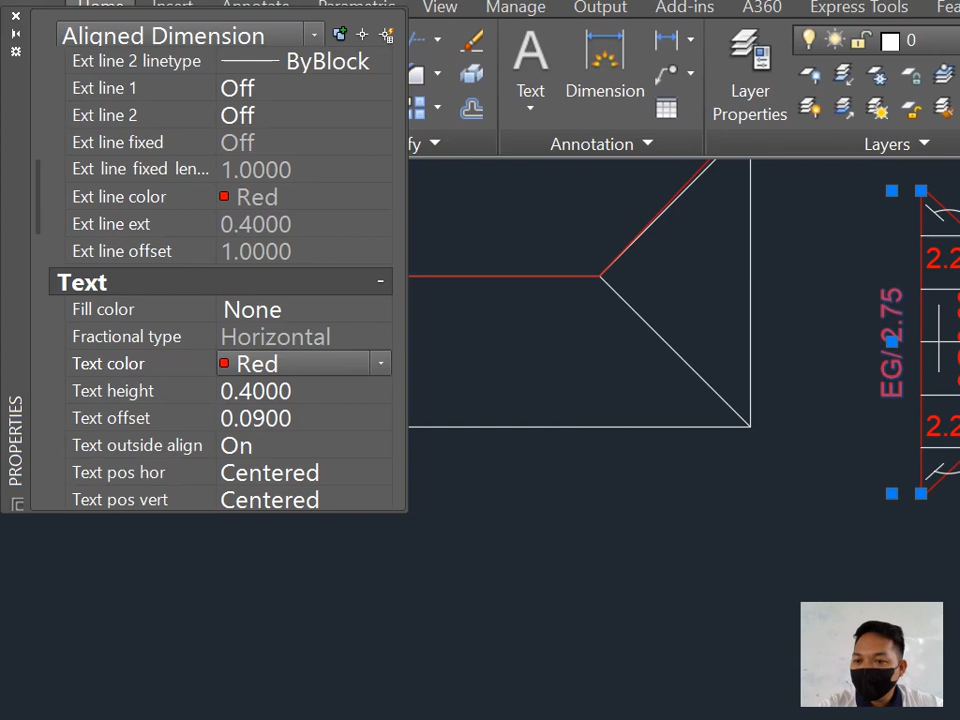 Home Insert Annotate Parametric View Manage Output Add-ins A360 Express Tools
Aligned Dimension
Ext line 2 linetype ByBlock
Ext line 1 Off
Ext line 2 Off
Ext line fixed Off
Ext line fixed len... 1.0000
Ext line color Red
Ext line ext 0.4000
Ext line offset 1.0000
Text -
Fill color None
Fractional type Horizontal
Text color Red
Text height 0.4000
Text offset 0.0900
Text outside align On
Text pos hor Centered
Text pos vert Centered
PROPERTIES
Text
Dimension
Annotation
Layer
Properties
0
Layers
EG/ 2.75
2.2
2.2